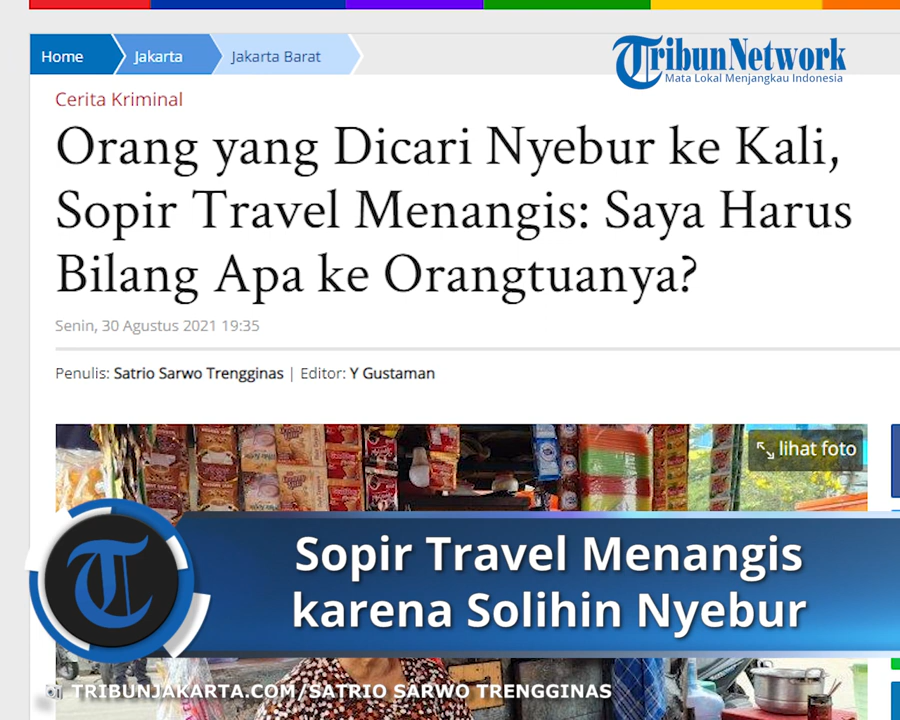 Home
Jakarta
Jakarta Barat
Tribun Network
Mata Lokal Menjangkau Indonesia
Cerita Kriminal
Orang yang Dicari Nyebur ke Kali,
Sopir Travel Menangis: Saya Harus
Bilang Apa ke Orangtuanya?
Senin, 30 Agustus 2021 19:35
Penulis: Satrio Sarwo Trengginas | Editor: Y Gustaman
lihat foto
T
Sopir Travel Menangis
karena Solihin Nyebur
TRIBUNJAKARTA.COM/SATRIO SARWO TRENGGINAS